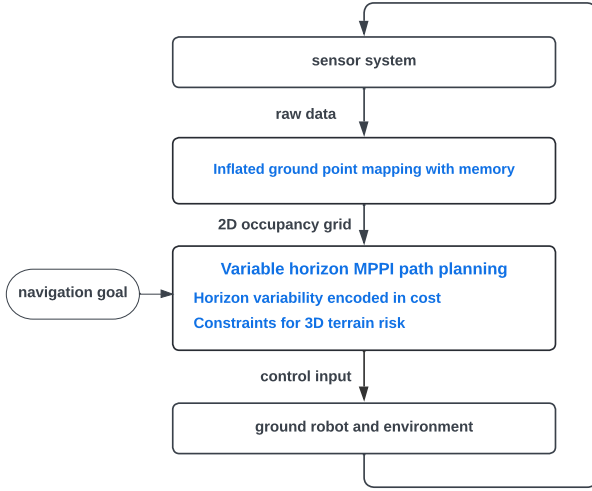 sensor system
raw data
Inflated ground point mapping with memory
2D occupancy grid
Variable horizon MPPI path planning
navigation goal
Horizon variability encoded in cost
Constraints for 3D terrain risk
control input
ground robot and environment